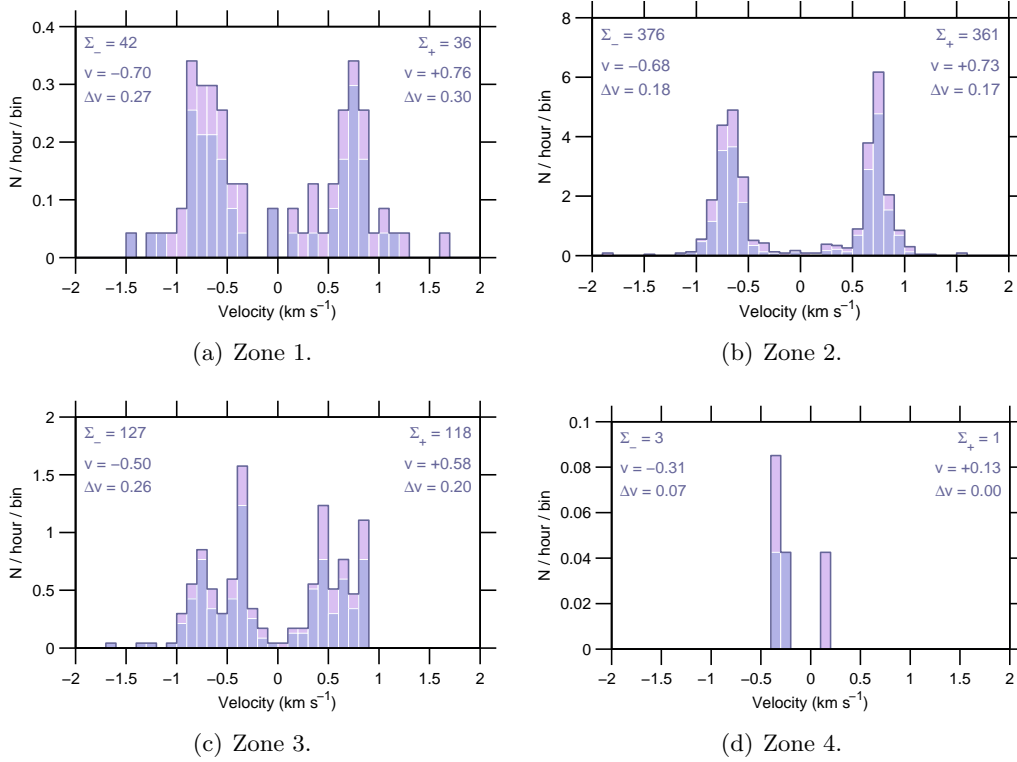 0.4
0.3
0.2
0.1
0
N / hour / bin
Σ− = 42
v = −0.70
Δv = 0.27
Σ+ = 36
v = +0.76
Δv = 0.30
−2 −1.5 −1 −0.5 0 0.5 1 1.5 2
Velocity (km s−1)
(a) Zone 1.
8
6
4
2
0
N / hour / bin
Σ− = 376
v = −0.68
Δv = 0.18
Σ+ = 361
v = +0.73
Δv = 0.17
−2 −1.5 −1 −0.5 0 0.5 1 1.5 2
Velocity (km s−1)
(b) Zone 2.
2
1.5
1
0.5
0
N / hour / bin
Σ− = 127
v = −0.50
Δv = 0.26
Σ+ = 118
v = +0.58
Δv = 0.20
−2 −1.5 −1 −0.5 0 0.5 1 1.5 2
Velocity (km s−1)
(c) Zone 3.
0.1
0.08
0.06
0.04
0.02
0
N / hour / bin
Σ− = 3
v = −0.31
Δv = 0.07
Σ+ = 1
v = +0.13
Δv = 0.00
−2 −1.5 −1 −0.5 0 0.5 1 1.5 2
Velocity (km s−1)
(d) Zone 4.